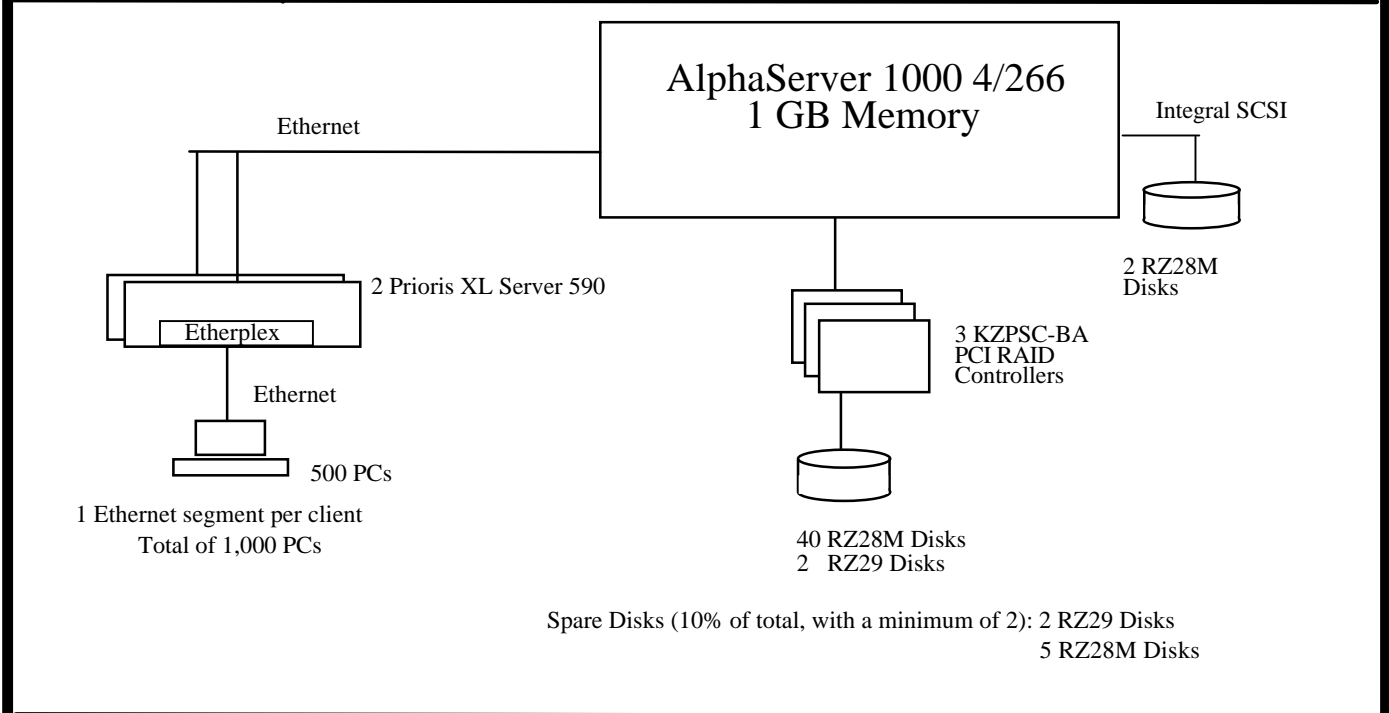 AlphaServer 1000 4/266
1 GB Memory
Ethernet
Integral SCSI
2 RZ28M
Disks
2 Prioris XL Server 590
Etherplex
3 KZPSC-BA
PCI RAID
Controllers
Ethernet
500 PCs
1 Ethernet segment per client
Total of 1,000 PCs
40 RZ28M Disks
2 RZ29 Disks
Spare Disks (10% of total, with a minimum of 2): 2 RZ29 Disks
5 RZ28M Disks